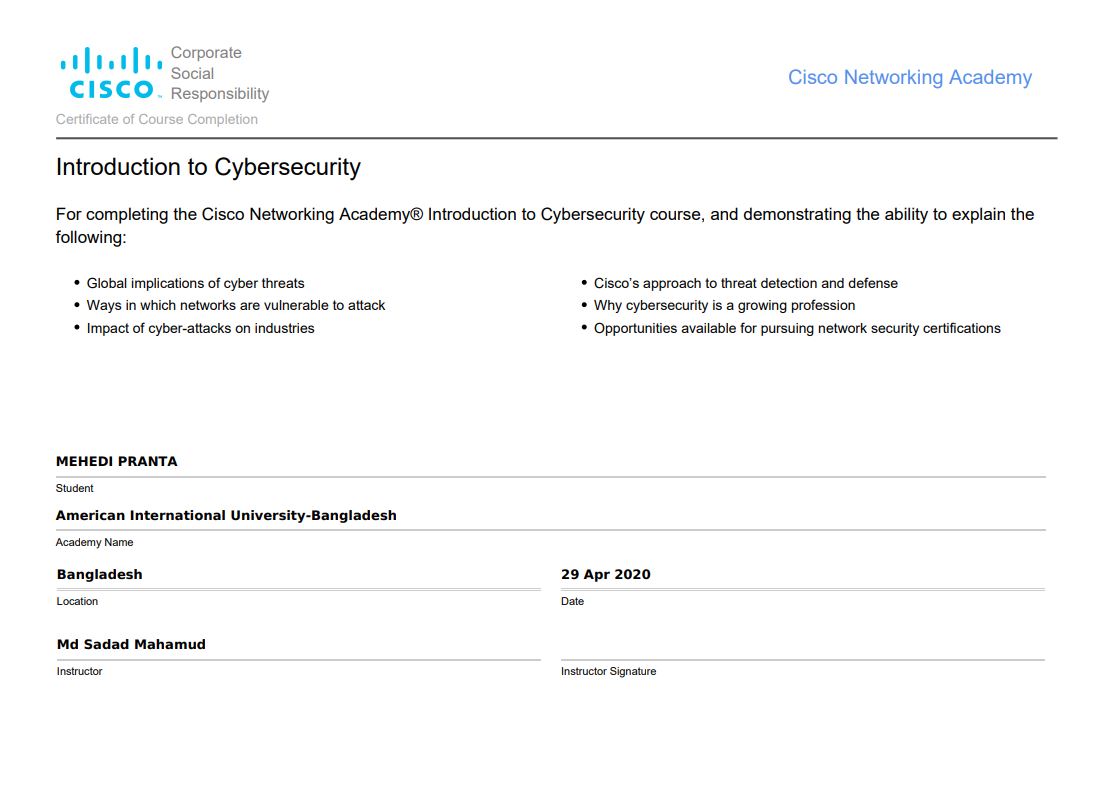 Corporate
Social
Responsibility
CISCO™
Cisco Networking Academy
Certificate of Course Completion
Introduction to Cybersecurity
For completing the Cisco Networking Academy® Introduction to Cybersecurity course, and demonstrating the ability to explain the
following:
• Global implications of cyber threats
• Ways in which networks are vulnerable to attack
• Impact of cyber-attacks on industries
• Cisco’s approach to threat detection and defense
• Why cybersecurity is a growing profession
• Opportunities available for pursuing network security certifications
MEHEDI PRANTA
Student
American International University-Bangladesh
Academy Name
Bangladesh
Location
29 Apr 2020
Date
Md Sadad Mahamud
Instructor
Instructor Signature